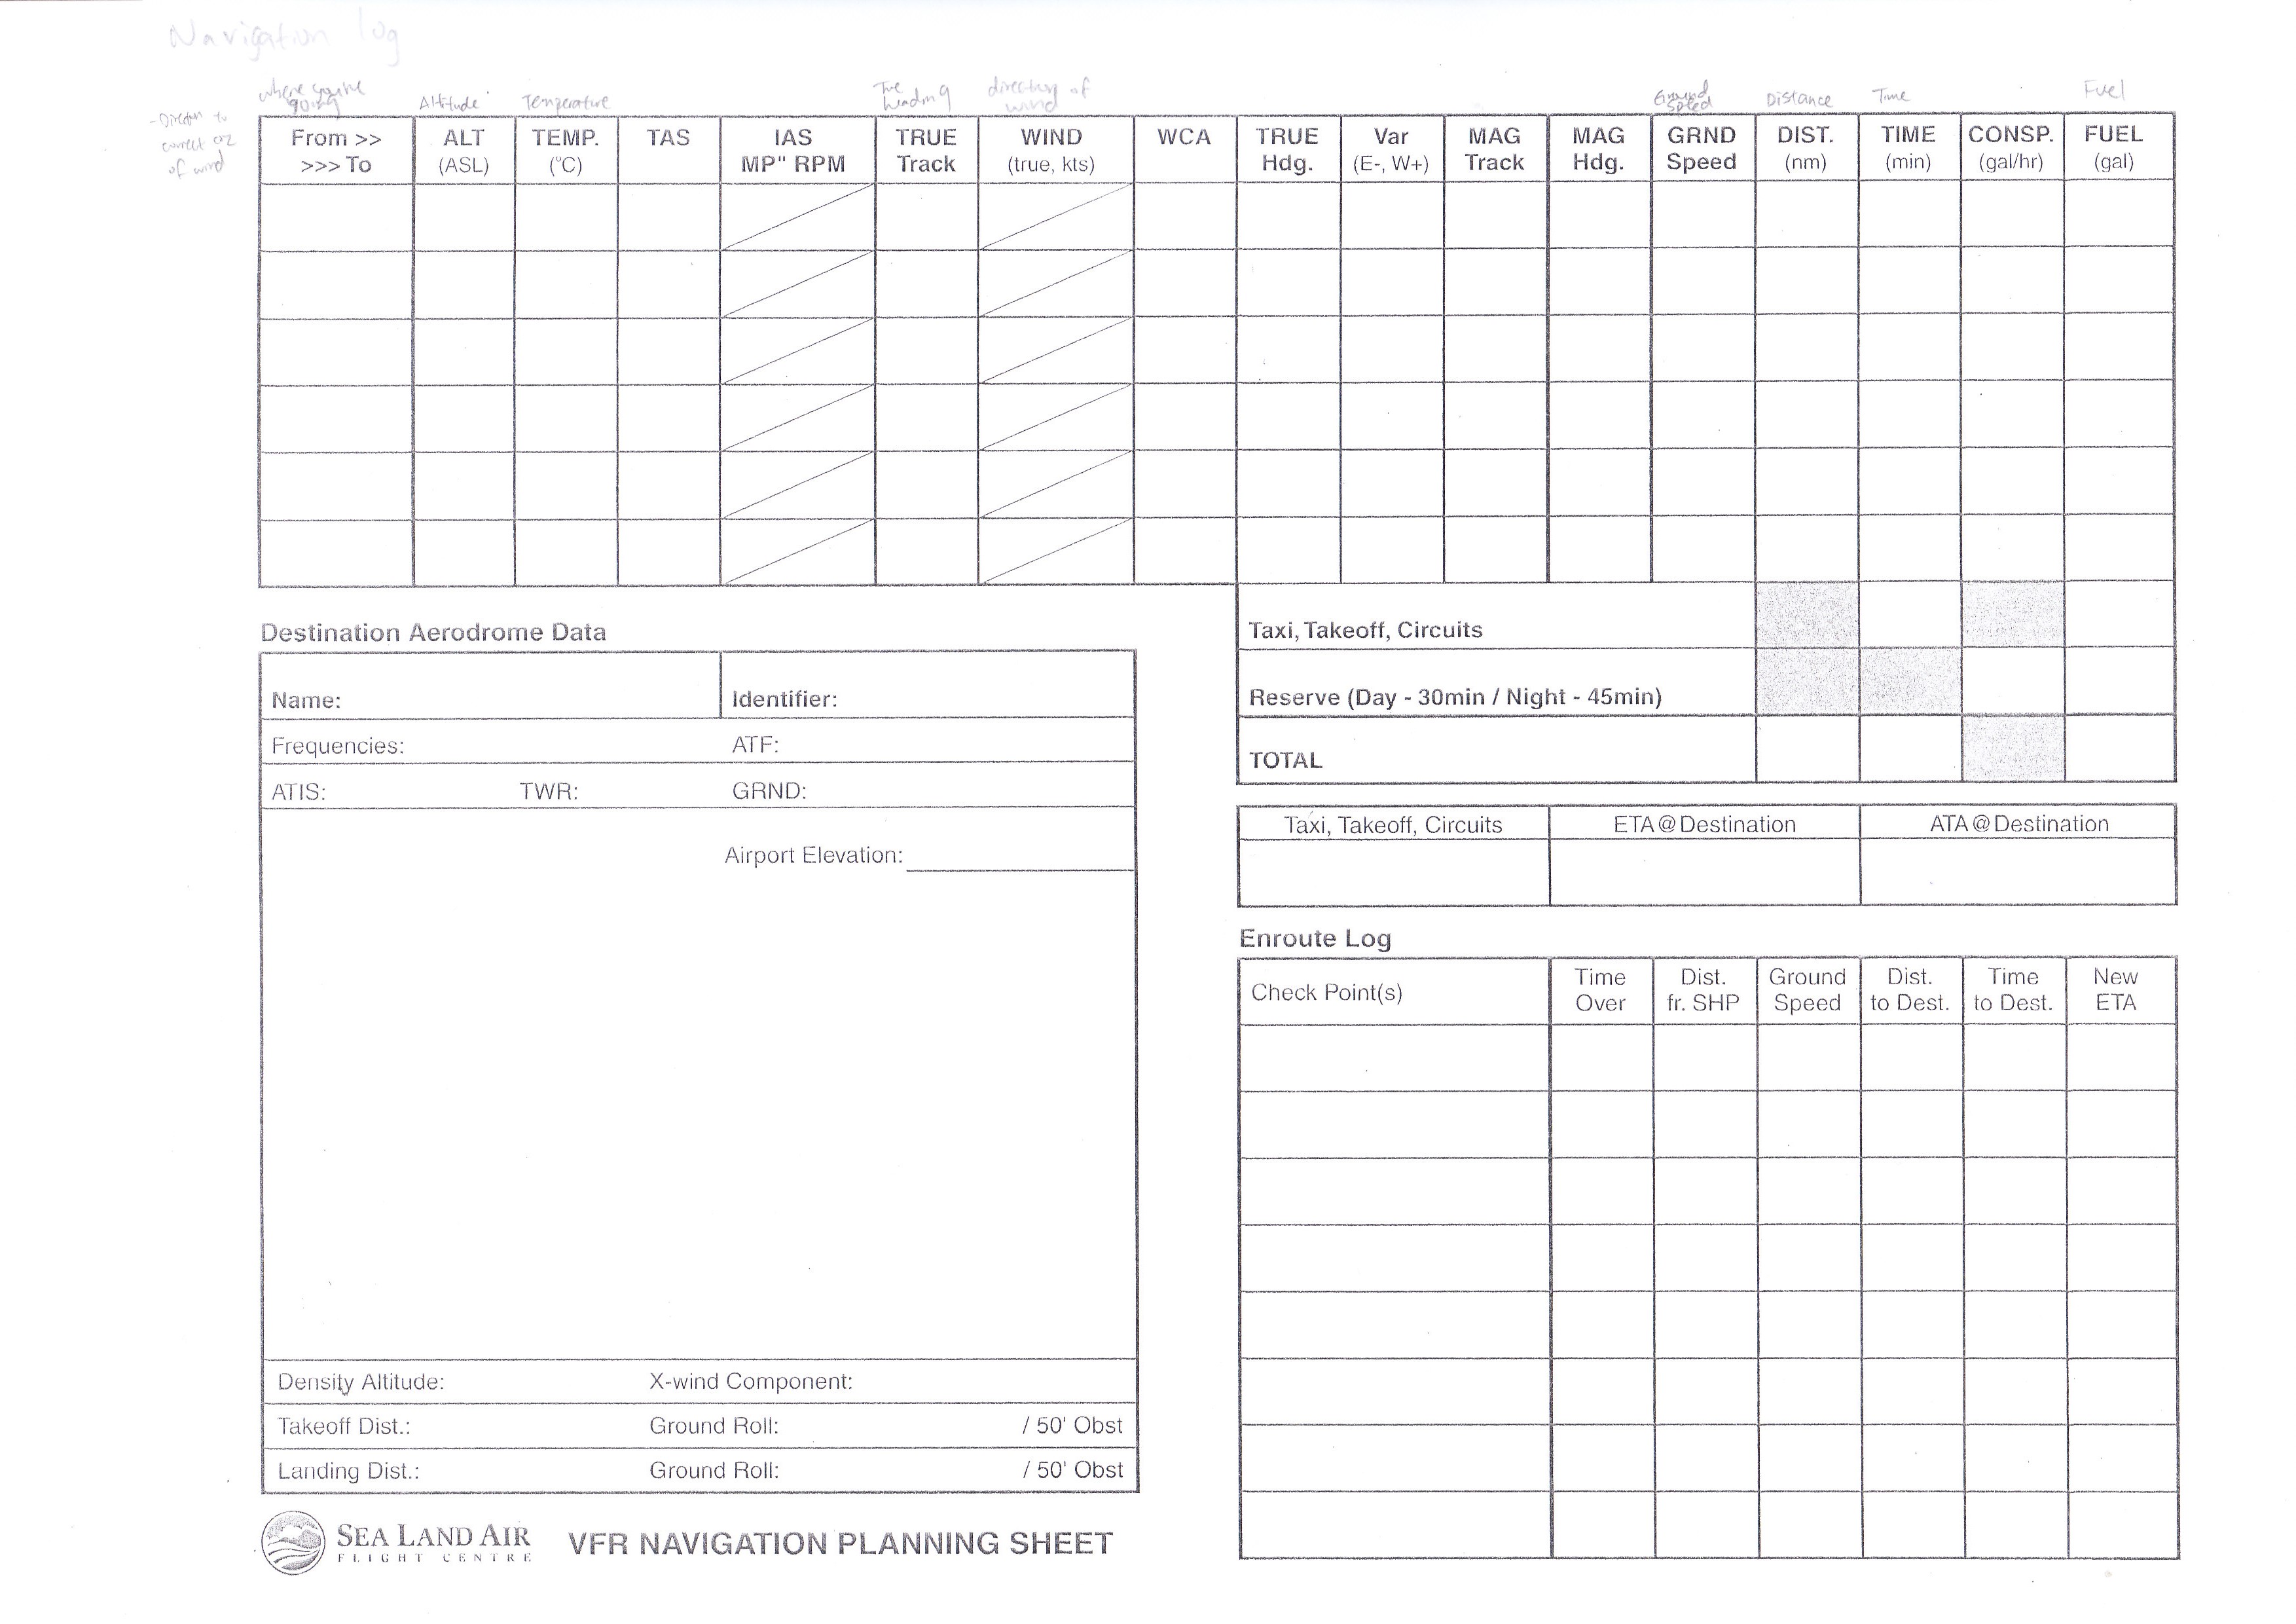 Navigation log
where you're going
Altitude
Temperature
True heading
direction of wind
Ground Speed
Distance
Time
Fuel
- Direction to
correct
of wind
From >> ALT TEMP. TAS IAS TRUE WIND WCA TRUE Var MAG MAG GRND DIST. TIME CONSP. FUEL
>>> To (ASL) (°C) MP" RPM Track (true, kts) Hdg. (E-, W+) Track Hdg. Speed (nm) (min) (gal/hr) (gal)
Taxi, Takeoff, Circuits
Reserve (Day - 30min / Night - 45min)
TOTAL
Destination Aerodrome Data
Name: Identifier:
Frequencies: ATF:
ATIS: TWR: GRND:
Airport Elevation:
Density Altitude: X-wind Component:
Takeoff Dist.: Ground Roll: / 50' Obst
Landing Dist.: Ground Roll: / 50' Obst
Taxi, Takeoff, Circuits ETA @ Destination ATA @ Destination
Enroute Log
Check Point(s) Time Over Dist. fr. SHP Ground Speed Dist. to Dest. Time to Dest. New ETA
SEA LAND AIR
FLIGHT CENTRE
VFR NAVIGATION PLANNING SHEET